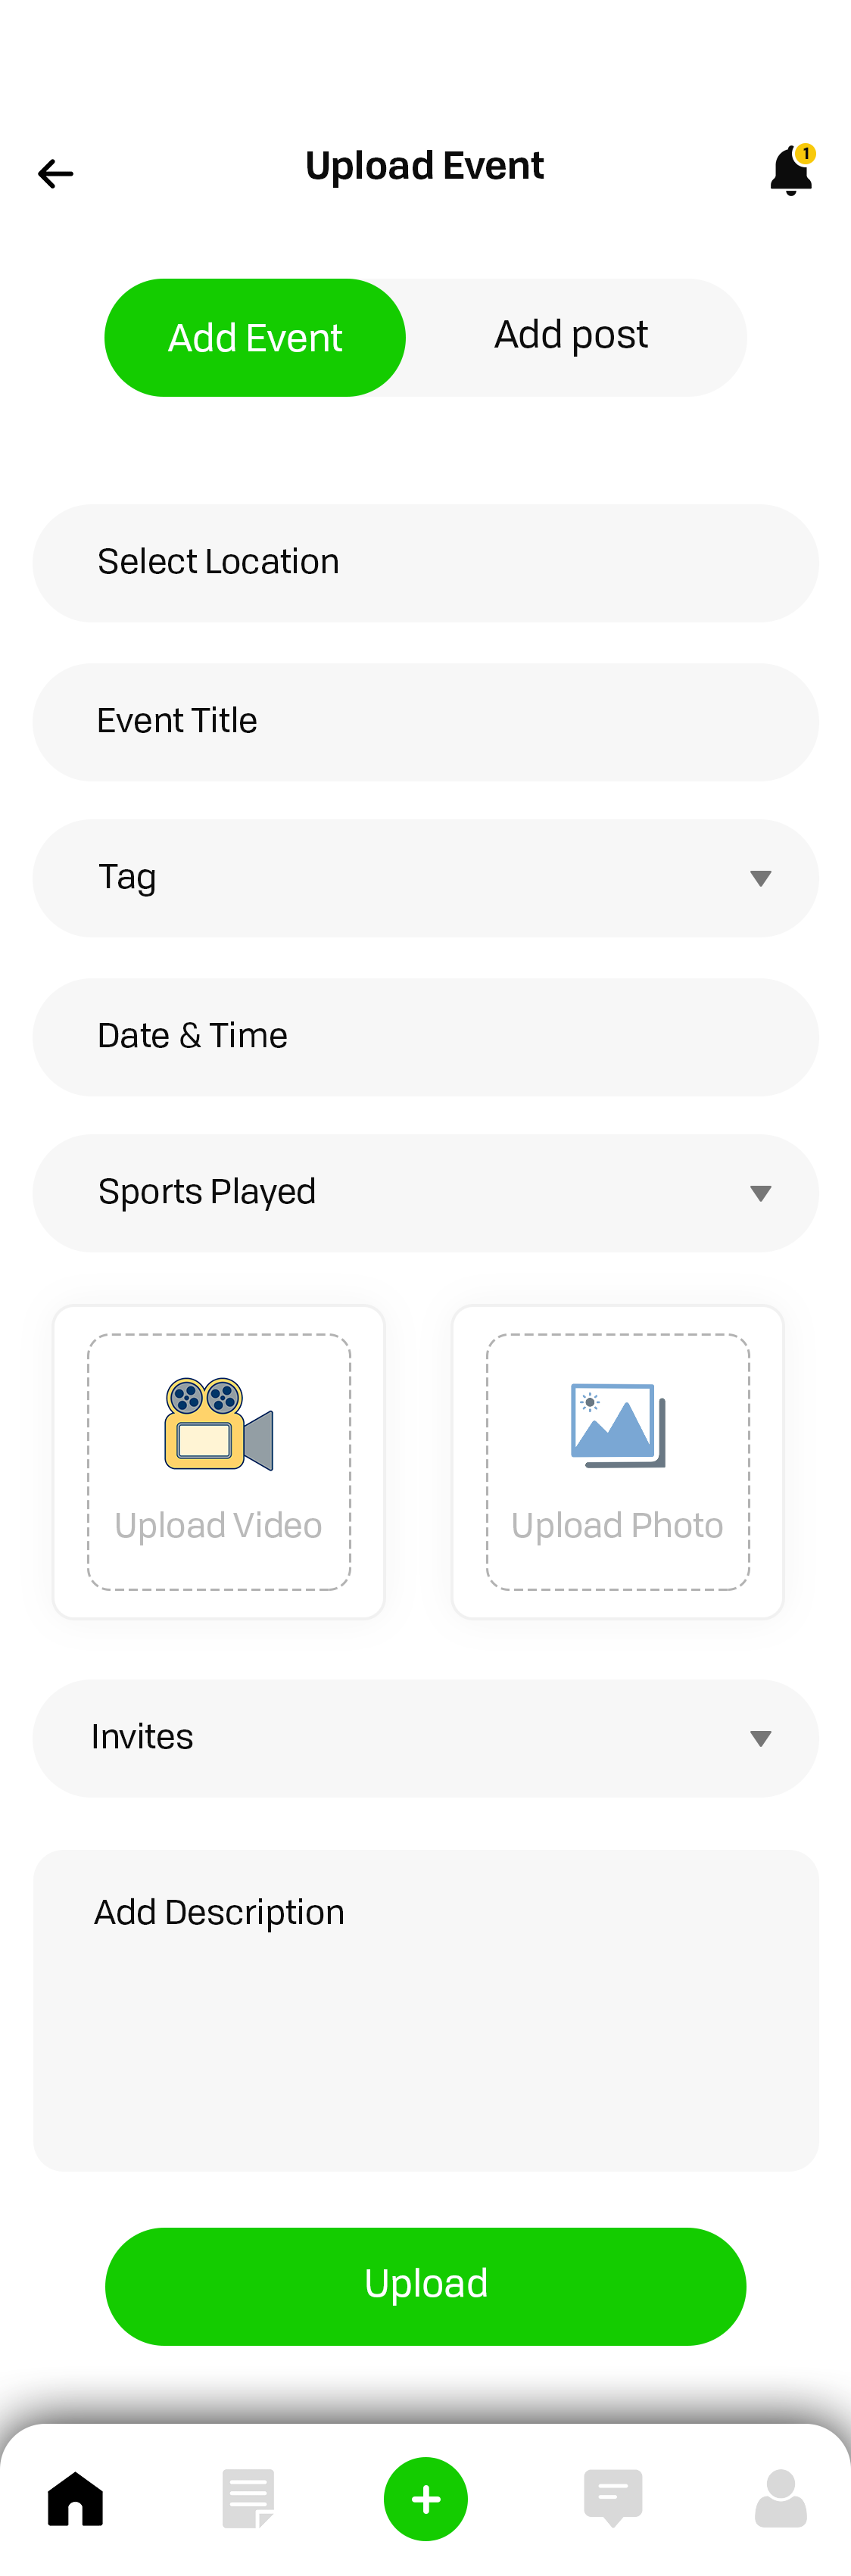 Upload Event
1
Add Event
Add post
Select Location
Event Title
Tag
Date & Time
Sports Played
Upload Video
Upload Photo
Invites
Add Description
Upload